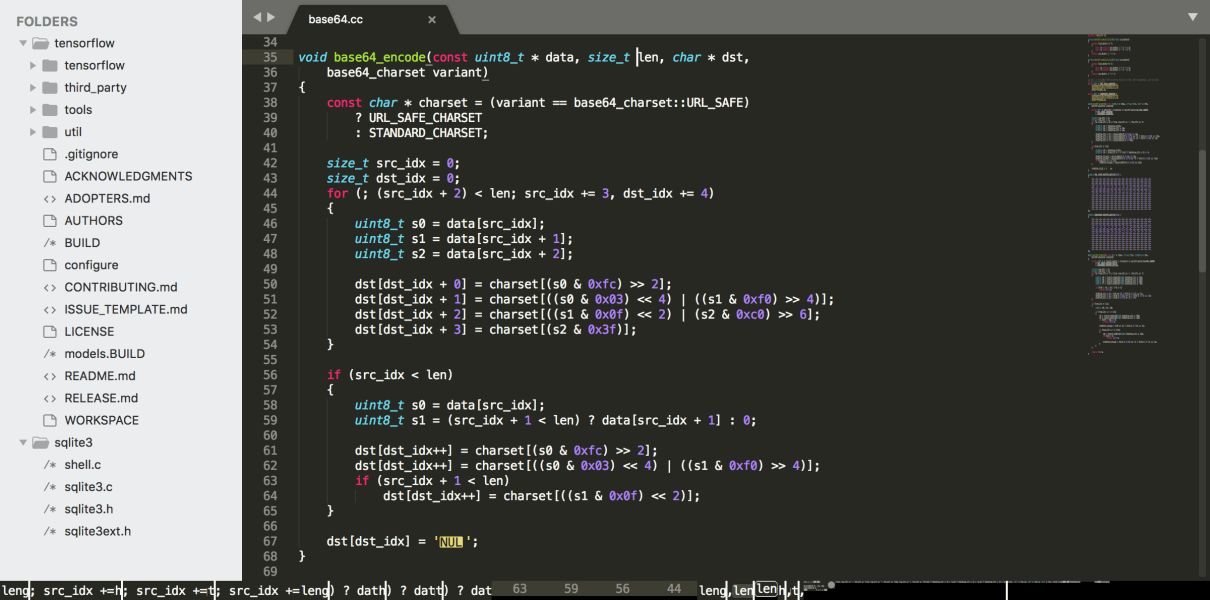 FOLDERS
tensorflow
tensorflow
third_party
tools
util
.gitignore
ACKNOWLEDGMENTS
<> ADOPTERS.md
AUTHORS
/* BUILD
configure
<> CONTRIBUTING.md
<> ISSUE_TEMPLATE.md
LICENSE
/* models.BUILD
<> README.md
<> RELEASE.md
WORKSPACE
sqlite3
/* shell.c
/* sqlite3.c
/* sqlite3.h
/* sqlite3ext.h
base64.cc
34
35 void base64_encode(const uint8_t * data, size_t len, char * dst,
36     base64_charset variant)
37 {
38     const char * charset = (variant == base64_charset::URL_SAFE)
39         ? URL_SAFE_CHARSET
40         : STANDARD_CHARSET;
41
42     size_t src_idx = 0;
43     size_t dst_idx = 0;
44     for (; (src_idx + 2) < len; src_idx += 3, dst_idx += 4)
45     {
46         uint8_t s0 = data[src_idx];
47         uint8_t s1 = data[src_idx + 1];
48         uint8_t s2 = data[src_idx + 2];
49
50         dst[dst_idx + 0] = charset[(s0 & 0xfc) >> 2];
51         dst[dst_idx + 1] = charset[((s0 & 0x03) << 4) | ((s1 & 0xf0) >> 4)];
52         dst[dst_idx + 2] = charset[((s1 & 0x0f) << 2) | (s2 & 0xc0) >> 6];
53         dst[dst_idx + 3] = charset[(s2 & 0x3f)];
54     }
55
56     if (src_idx < len)
57     {
58         uint8_t s0 = data[src_idx];
59         uint8_t s1 = (src_idx + 1 < len) ? data[src_idx + 1] : 0;
60
61         dst[dst_idx++] = charset[(s0 & 0xfc) >> 2];
62         dst[dst_idx++] = charset[((s0 & 0x03) << 4) | ((s1 & 0xf0) >> 4)];
63         if (src_idx + 1 < len)
64             dst[dst_idx++] = charset[((s1 & 0x0f) << 2)];
65     }
66
67     dst[dst_idx] = 'NUL';
68 }
69
leng; src_idx +=h; src_idx +=t; src_idx +=leng) ? dath) ? datt) ? dat 63 59 56 44 leng,len len h,t,